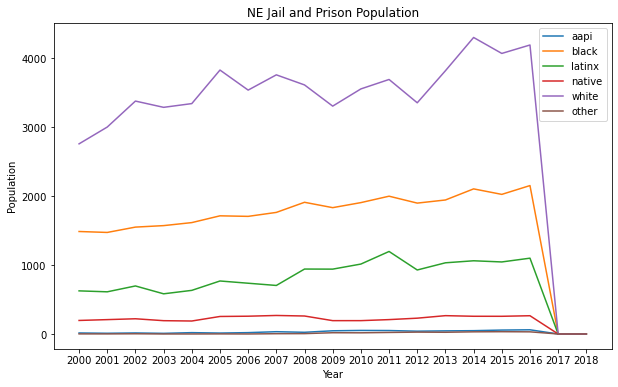 NE Jail and Prison Population
aapi
black
latinx
native
white
other
Population
4000
3000
2000
1000
0
2000 2001 2002 2003 2004 2005 2006 2007 2008 2009 2010 2011 2012 2013 2014 2015 2016 2017 2018
Year